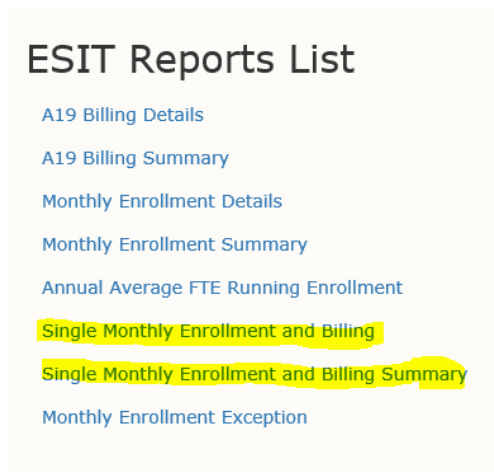 ESIT Reports List
A19 Billing Details
A19 Billing Summary
Monthly Enrollment Details
Monthly Enrollment Summary
Annual Average FTE Running Enrollment
Single Monthly Enrollment and Billing
Single Monthly Enrollment and Billing Summary
Monthly Enrollment Exception